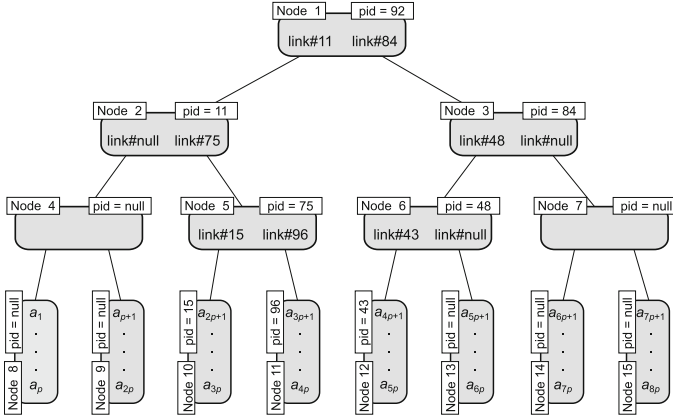 Node 1 pid = 92
link#11 link#84
Node 2 pid = 11
link#null link#75
Node 3 pid = 84
link#48 link#null
Node 4 pid = null
Node 5 pid = 75
link#15 link#96
Node 6 pid = 48
link#43 link#null
Node 7 pid = null
Node 8 pid = null
a1
.
.
.
ap
Node 9 pid = null
ap+1
.
.
.
a2p
Node 10 pid = 15
a2p+1
.
.
.
a3p
Node 11 pid = 96
a3p+1
.
.
.
a4p
Node 12 pid = 43
a4p+1
.
.
.
a5p
Node 13 pid = null
a5p+1
.
.
.
a6p
Node 14 pid = null
a6p+1
.
.
.
a7p
Node 15 pid = null
a7p+1
.
.
.
a8p